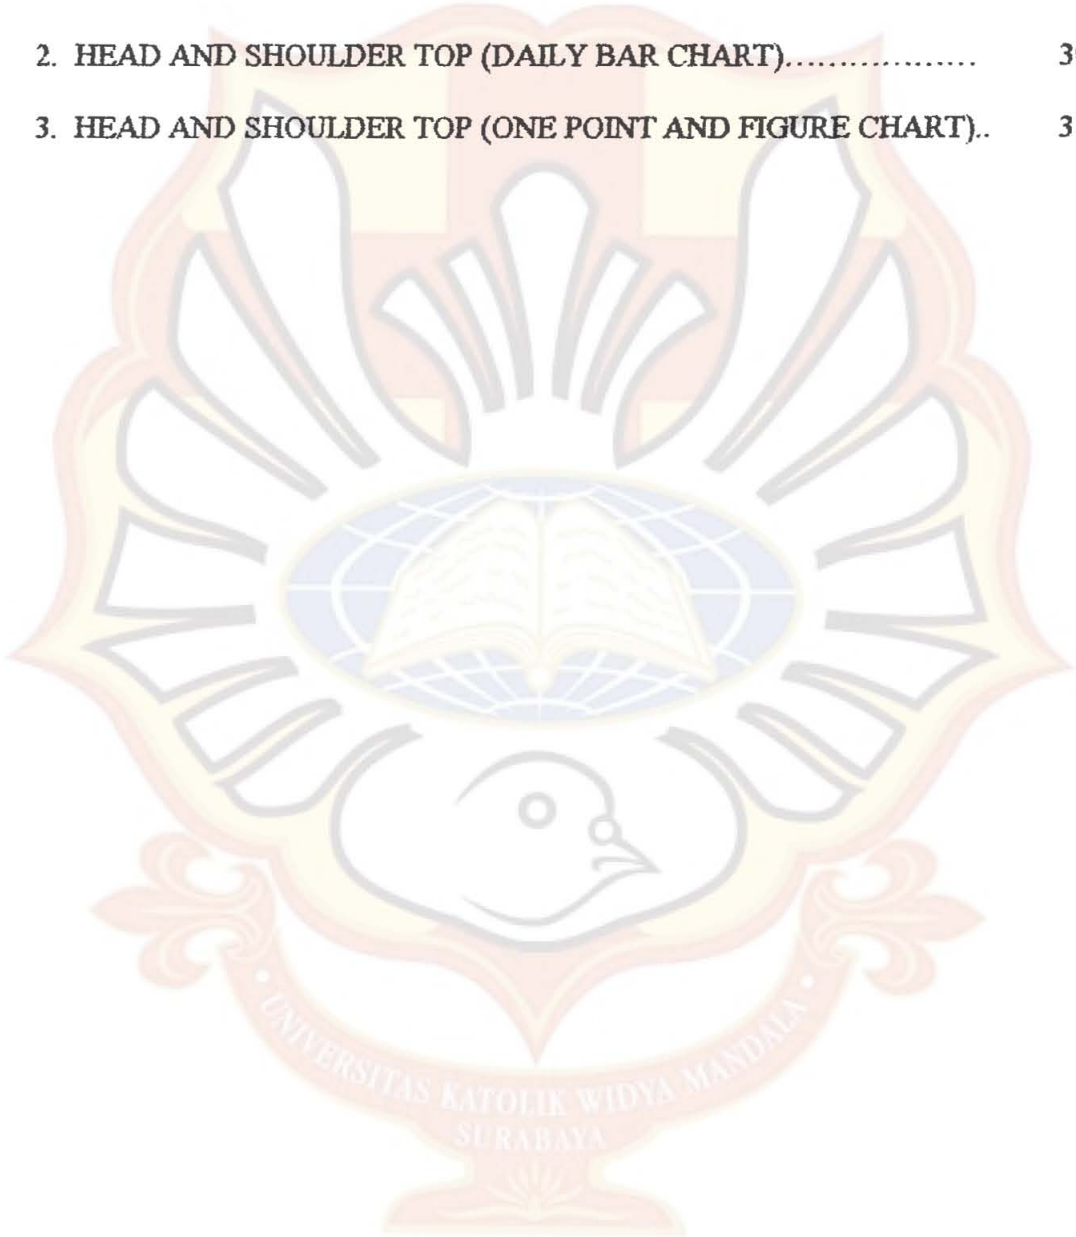 2. HEAD AND SHOULDER TOP (DAILY BAR CHART)..................
3. HEAD AND SHOULDER TOP (ONE POINT AND FIGURE CHART).. 3
• UNIVERSITAS KATOLIK WIDYA MANDALA •
SURABAYA